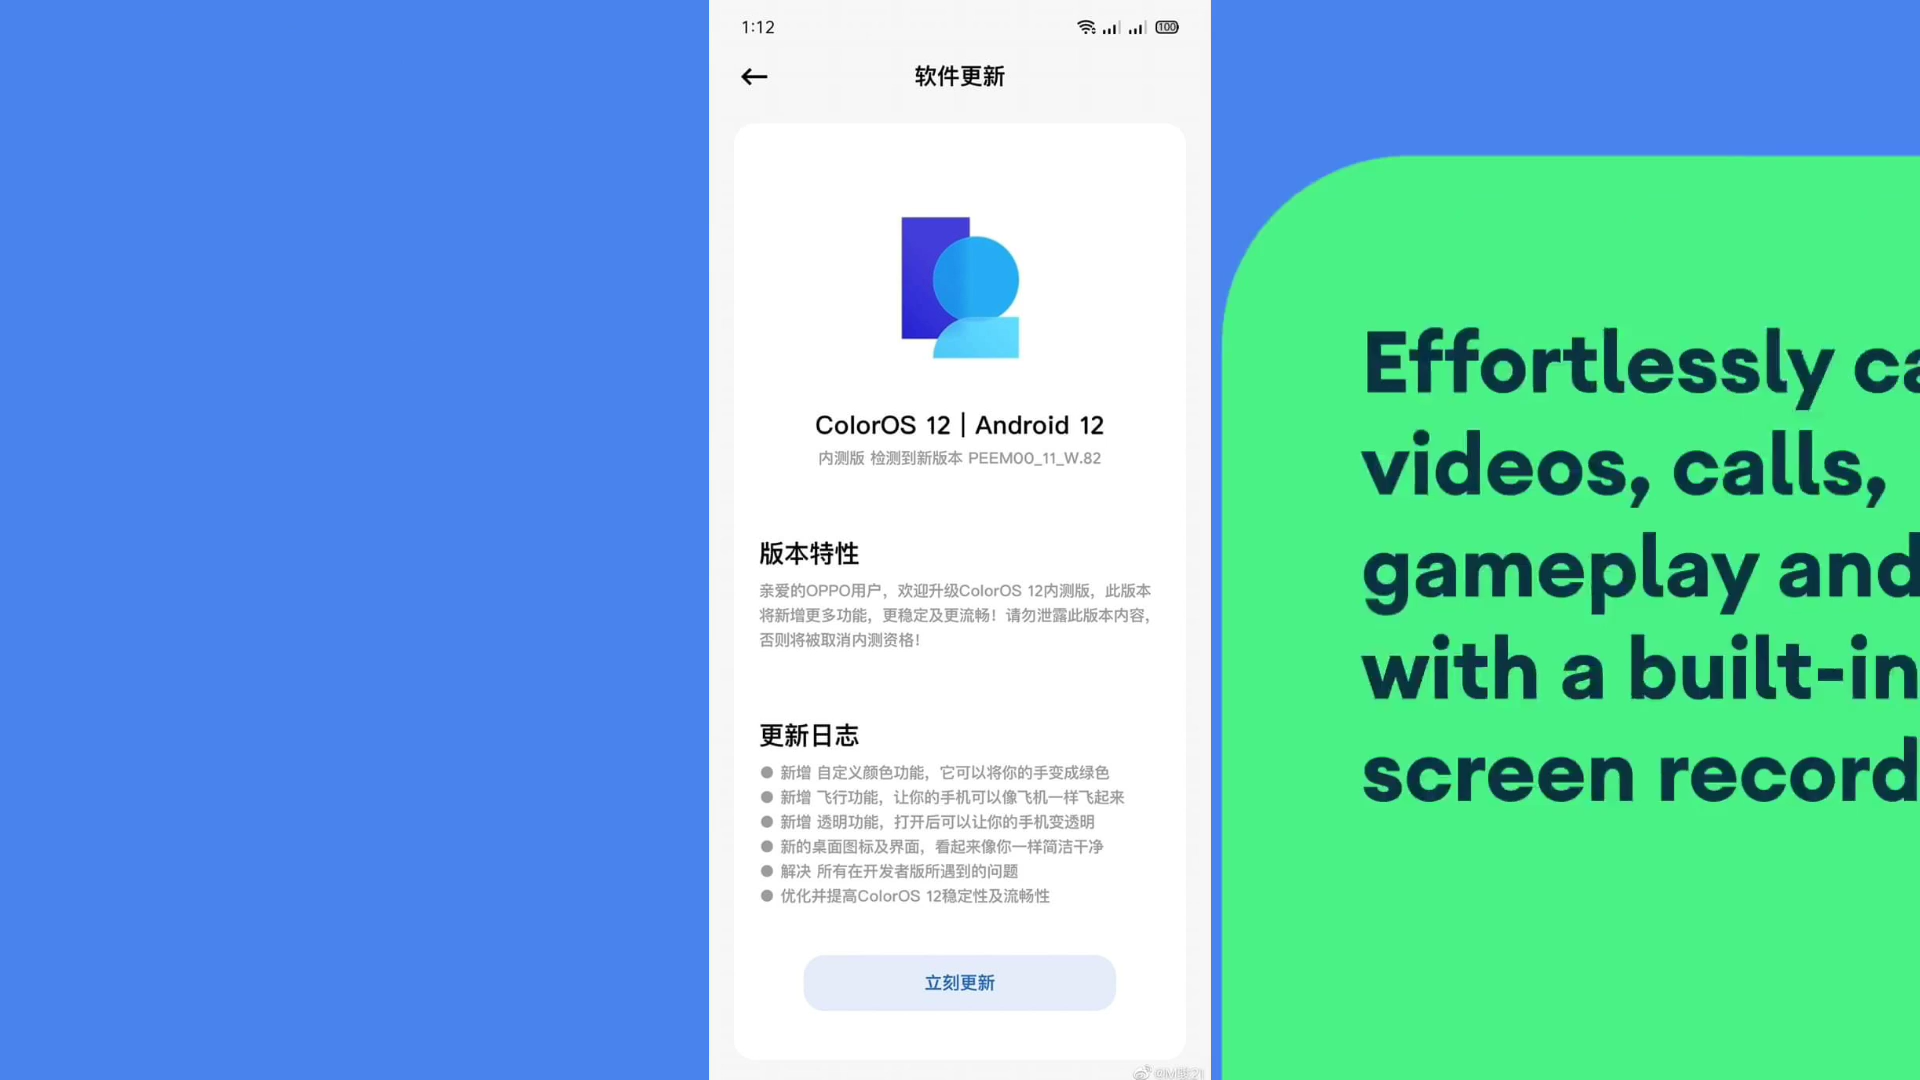 1:12
100
软件更新
ColorOS 12 | Android 12
内测版 检测到新版本 PEEM00_11_W.82
版本特性
亲爱的OPPO用户，欢迎升级ColorOS 12内测版，此版本
将新增更多功能，更稳定及更流畅！请勿泄露此版本内容，
否则将被取消内测资格！
更新日志
新增 自定义颜色功能，它可以将你的手变成绿色
新增 飞行功能，让你的手机可以像飞机一样飞起来
新增 透明功能，打开后可以让你的手机变透明
新的桌面图标及界面，看起来像你一样简洁干净
解决 所有在开发者版所遇到的问题
优化并提高ColorOS 12稳定性及流畅性
立刻更新
Effortlessly
videos, calls,
gameplay and
with a built-in
screen record